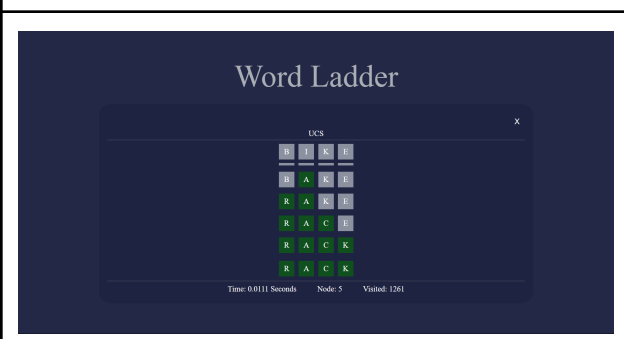 Word Ladder
X
UCS
B I K E
B A K E
R A K E
R A C E
R A C K
R A C K
Time: 0.0111 Seconds Node: 5 Visited: 1261